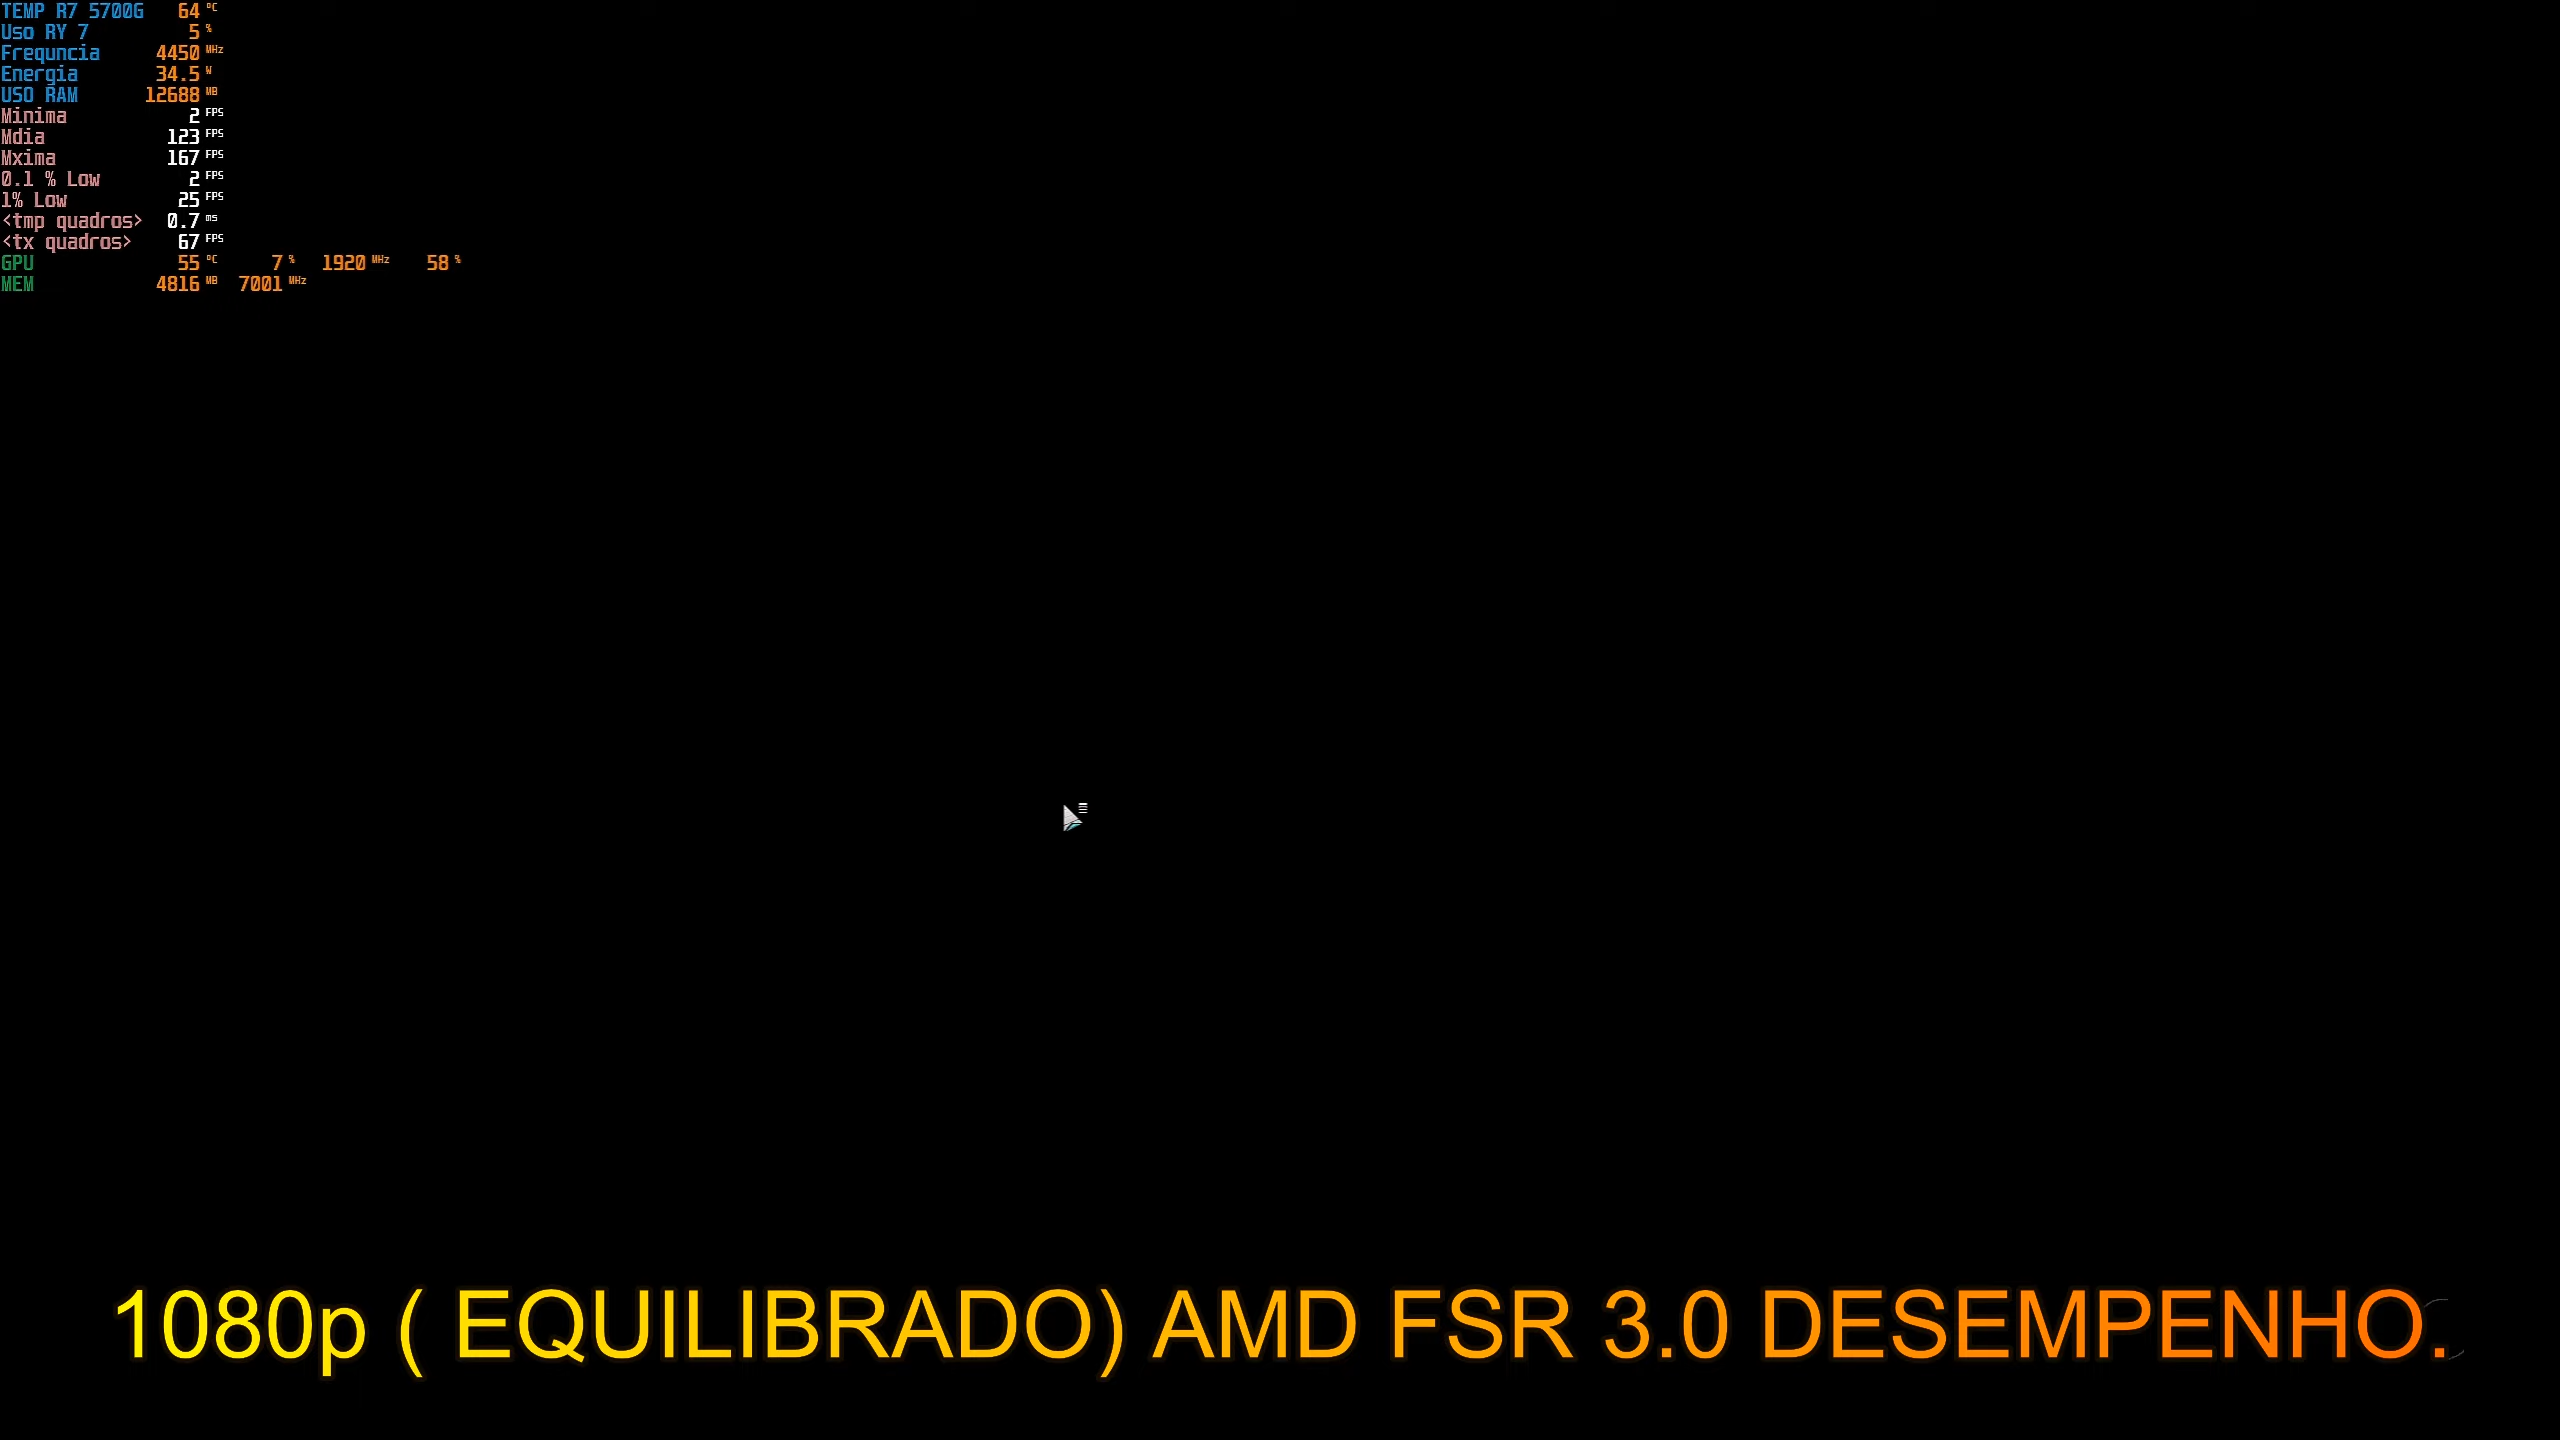 TEMP R7 5700G 64 °C
Uso RY 7 5 %
Frequncia 4450 MHz
Energia 34.5 W
USO RAM 12688 MB
Minima 2 FPS
Mdia 123 FPS
Mxima 167 FPS
0.1 % Low 2 FPS
1% Low 25 FPS
<tmp quadros> 0.7 ms
<tx quadros> 67 FPS
GPU 55 °C 7 % 1920 MHz 58 %
MEM 4816 MB 7001 MHz
1080p ( EQUILIBRADO) AMD FSR 3.0 DESEMPENHO.